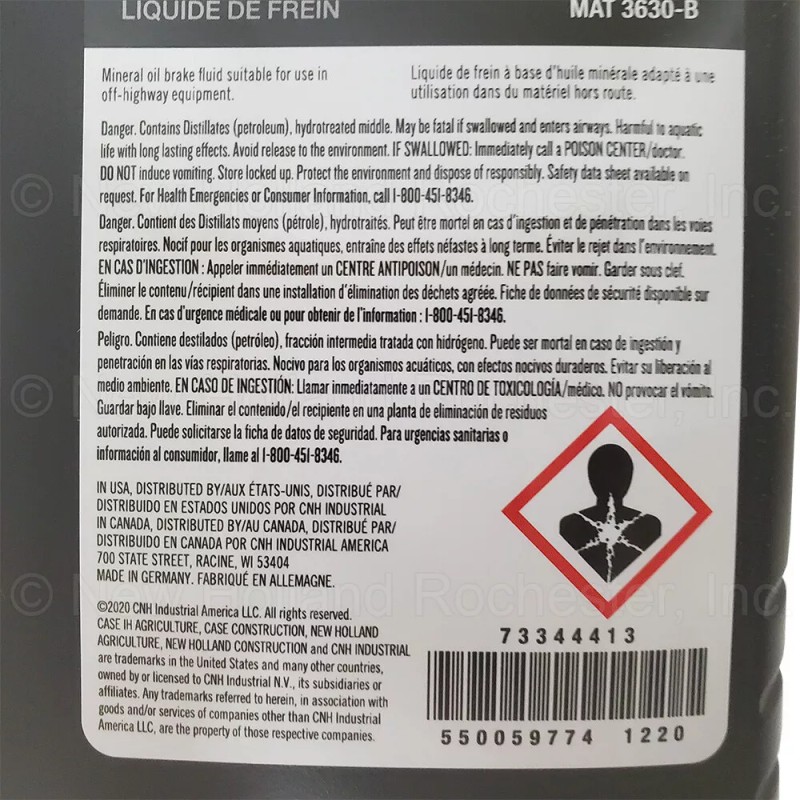 LIQUIDE DE FREIN
MAT 3630-B
Mineral oil brake fluid suitable for use in
off-highway equipment.
Liquide de frein à base d'huile minérale adapté à une
utilisation dans du matériel hors route.
Danger. Contains Distillates (petroleum), hydrotreated middle. May be fatal if swallowed and enters airways. Harmful to aquatic
life with long lasting effects. Avoid release to the environment. IF SWALLOWED: Immediately call a POISON CENTER/doctor.
DO NOT induce vomiting. Store locked up. Protect the environment and dispose of responsibly. Safety data sheet available on
request. For Health Emergencies or Consumer Information, call 1-800-451-8346.
Danger. Contient des Distillats moyens (pétrole), hydrotraités. Peut être mortel en cas d'ingestion et de pénétration dans les voies
respiratoires. Nocif pour les organismes aquatiques, entraîne des effets néfastes à long terme. Éviter le rejet dans l'environnement.
EN CAS D'INGESTION : Appeler immédiatement un CENTRE ANTIPOISON/un médecin. NE PAS faire vomir. Garder sous clef.
Éliminer le contenu/récipient dans une installation d'élimination des déchets agréée. Fiche de données de sécurité disponible sur
demande. En cas d'urgence médicale ou pour obtenir de l'information : 1-800-451-8346.
Peligro. Contiene destilados (petróleo), fracción intermedia tratada con hidrógeno. Puede ser mortal en caso de ingestión y
penetración en las vías respiratorias. Nocivo para los organismos acuáticos, con efectos nocivos duraderos. Evitar su liberación al
medio ambiente. EN CASO DE INGESTIÓN: Llamar inmediatamente a un CENTRO DE TOXICOLOGÍA/médico. NO provocar el vómito.
Guardar bajo llave. Eliminar el contenido/el recipiente en una planta de eliminación de residuos
autorizada. Puede solicitarse la ficha de datos de seguridad. Para urgencias sanitarias o
información al consumidor, llame al 1-800-451-8346.
IN USA, DISTRIBUTED BY/AUX ÉTATS-UNIS, DISTRIBUÉ PAR/
DISTRIBUIDO EN ESTADOS UNIDOS POR CNH INDUSTRIAL
IN CANADA, DISTRIBUTED BY/AU CANADA, DISTRIBUÉ PAR/
DISTRIBUIDO EN CANADA POR CNH INDUSTRIAL AMERICA
700 STATE STREET, RACINE, WI 53404
MADE IN GERMANY. FABRIQUÉ EN ALLEMAGNE.
©2020 CNH Industrial America LLC. All rights reserved.
CASE IH AGRICULTURE, CASE CONSTRUCTION, NEW HOLLAND
AGRICULTURE, NEW HOLLAND CONSTRUCTION and CNH INDUSTRIAL
are trademarks in the United States and many other countries,
owned by or licensed to CNH Industrial N.V., its subsidiaries or
affiliates. Any trademarks referred to herein, in association with
goods and/or services of companies other than CNH Industrial
America LLC, are the property of those respective companies.
73344413
550059774 1220
© New Holland Rochester, Inc.
© New Holland Rochester, Inc.
© New Holland Rochester, Inc.